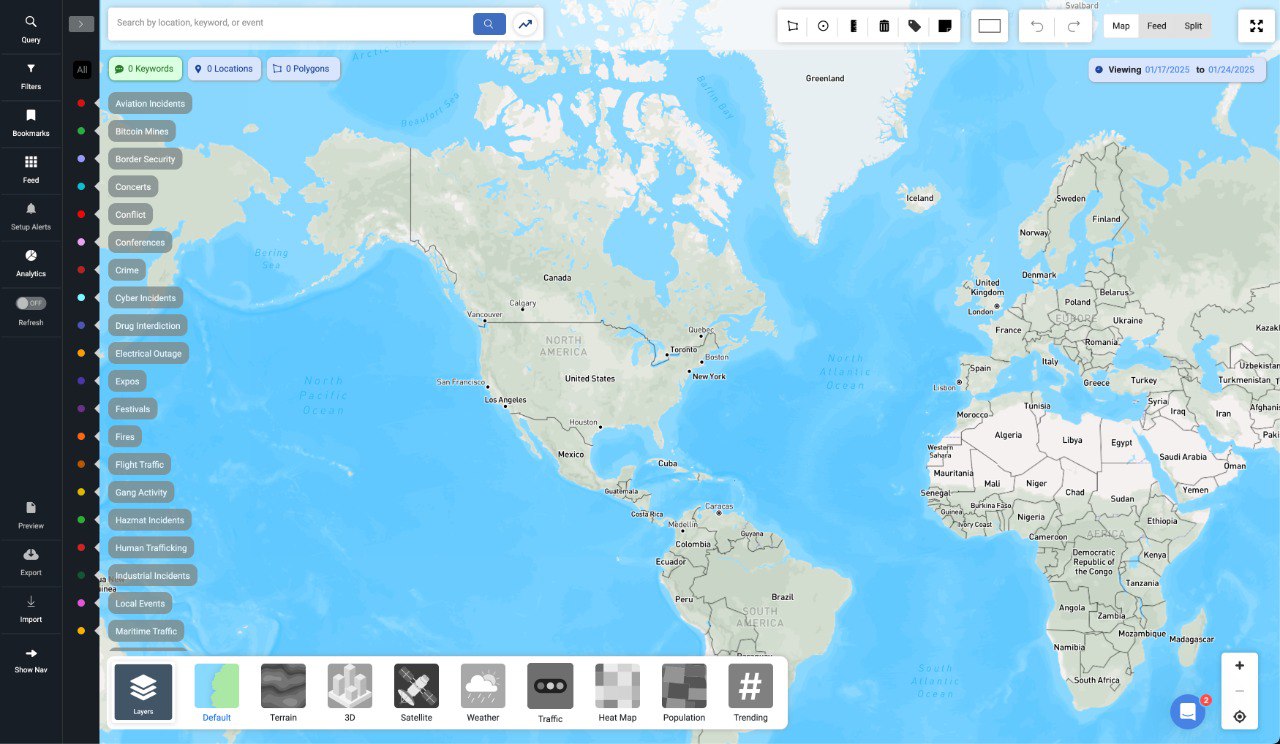 Query
Filters
Bookmarks
Feed
Setup Alerts
Analytics
OFF
Refresh
Preview
Export
Import
Show Nav
All
Search by location, keyword, or event
0 Keywords
0 Locations
0 Polygons
Map
Feed
Split
Viewing 01/17/2025 to 01/24/2025
Aviation Incidents
Bitcoin Mines
Border Security
Concerts
Conflict
Conferences
Crime
Cyber Incidents
Drug Interdiction
Electrical Outage
Expos
Festivals
Fires
Flight Traffic
Gang Activity
Hazmat Incidents
Human Trafficking
Industrial Incidents
Local Events
Maritime Traffic
Svalbard
Greenland
Beaufort Sea
Baffin Bay
Iceland
Sweden
Finland
Norway
Bering
Sea
Canada
Denmark
United
Kingdom
London
Calgary
Vancouver
Poland
Belarus
EUROPE
Ukraine
France
Quebec
NORTH
AMERICA
Toronto
Boston
Romania
Kazak
Italy
Uzbekistan
North
Atlantic
Ocean
Spain
United States
New York
Lisbon
Greece
Turkey
Turkmenistan
North
Pacific
Ocean
San Francisco
Los Angeles
Tunisia
Syria
Iraq
Iran
Afghanis
Morocco
Houston
Algeria
Libya
Egypt
Paki
Mexico
Western
Sahara
Saudi Arabia
Oman
Cuba
Mauritania
Mali
Niger
Chad
Sudan
Yemen
Guatemala
Senegal
Caracas
Costa Rica
Burkina Faso
Guinea
Nigeria
Ivory Coast
Ethiopia
Medellin
Guyana
Cameroon
AFRICA
Colombia
Democratic
Republic of
the Congo
Kenya
Ecuador
Tanzania
Peru
Brazil
SOUTH
AMERICA
Angola
Zambia
Mozambique
Madagascar
Namibia
South
Atlantic
Ocean
South Africa
Layers
Default
Terrain
3D
Satellite
Weather
Traffic
Heat Map
Population
#
Trending
+
−
2